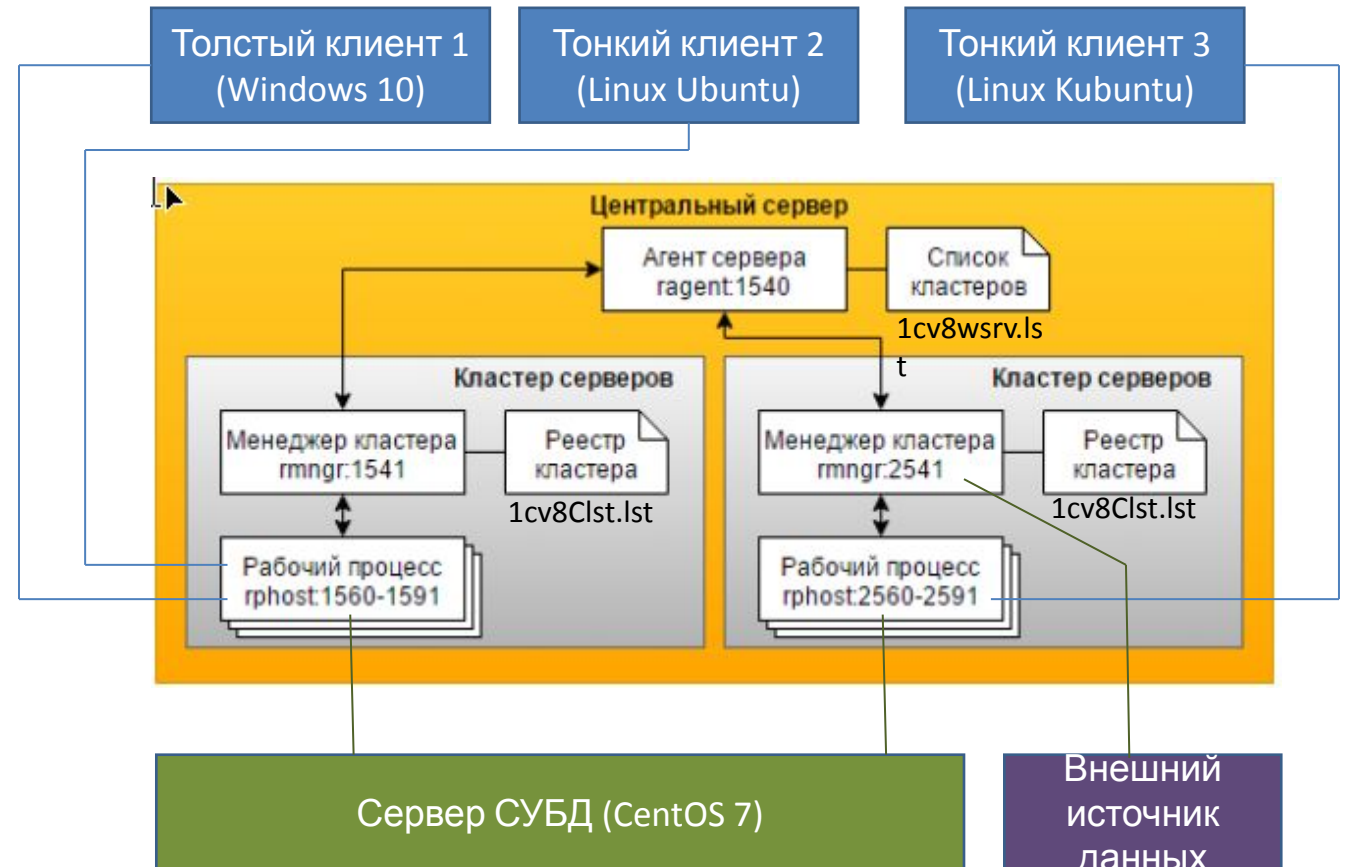 Толстый клиент 1
(Windows 10)
Тонкий клиент 2
(Linux Ubuntu)
Тонкий клиент 3
(Linux Kubuntu)
Центральный сервер
Агент сервера
ragent:1540
Список
кластеров
1cv8wsrv.ls
t
Кластер серверов
Менеджер кластера
rmngr:1541
Реестр
кластера
1cv8Clst.lst
Рабочий процесс
rphost:1560-1591
Кластер серверов
Менеджер кластера
rmngr:2541
Реестр
кластера
1cv8Clst.lst
Рабочий процесс
rphost:2560-2591
Сервер СУБД (CentOS 7)
Внешний
источник
данных